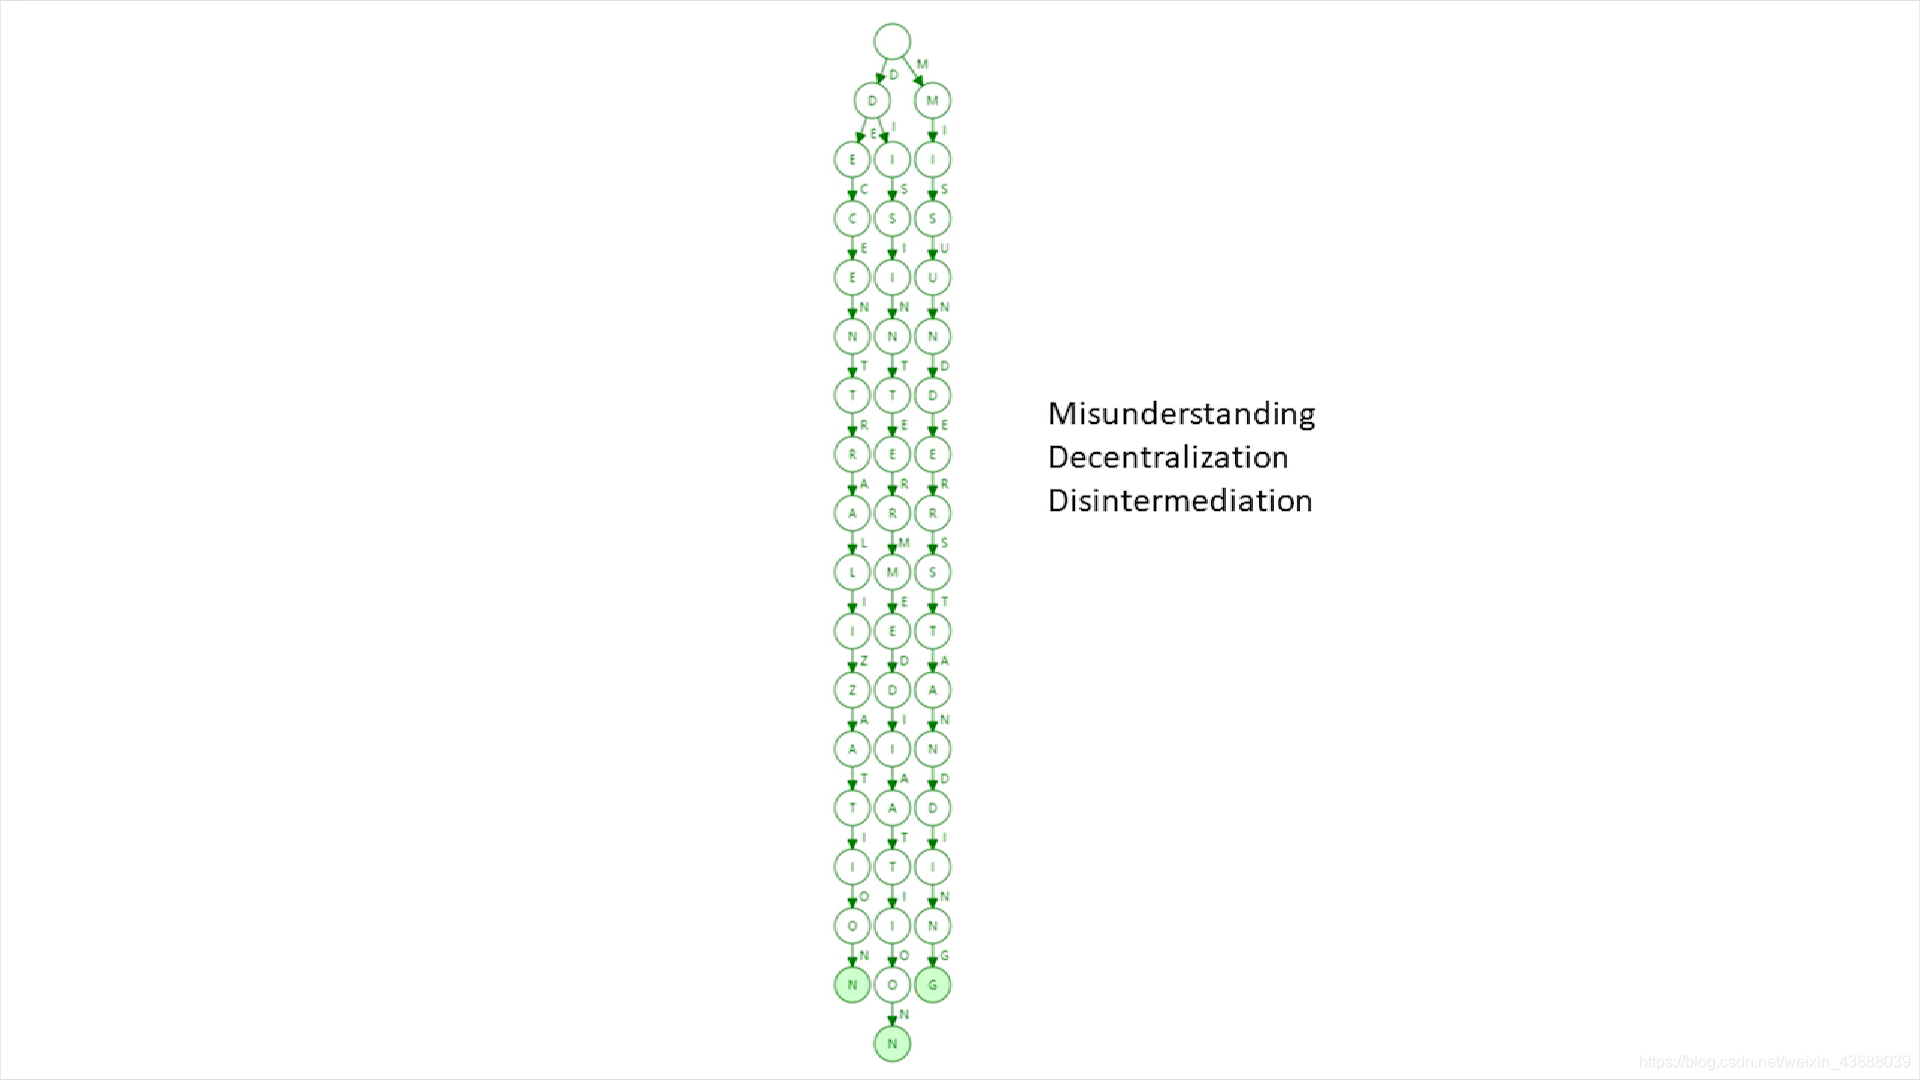 D M
D M
E I I
E I I
C S S
C S S
E I U
E I U
N N N
N N N
T T D
T T D
R E E
R E E
A R R
A R R
L M S
L M S
I E T
I E T
Z D A
Z D A
A I N
A I N
T A D
T A D
I T I
I T I
O I N
O I N
N O G
N O G
N
N
Misunderstanding
Decentralization
Disintermediation
https://blog.csdn.net/weixin_43888039